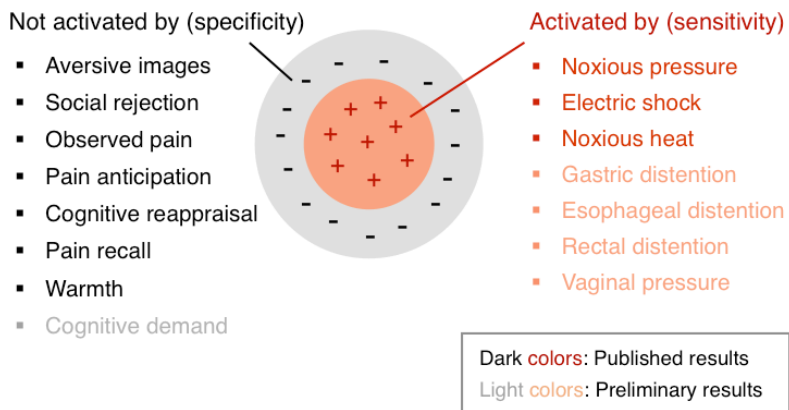 Not activated by (specificity)
▪ Aversive images
▪ Social rejection
▪ Observed pain
▪ Pain anticipation
▪ Cognitive reappraisal
▪ Pain recall
▪ Warmth
▪ Cognitive demand
Activated by (sensitivity)
▪ Noxious pressure
▪ Electric shock
▪ Noxious heat
▪ Gastric distention
▪ Esophageal distention
▪ Rectal distention
▪ Vaginal pressure
Dark colors: Published results
Light colors: Preliminary results